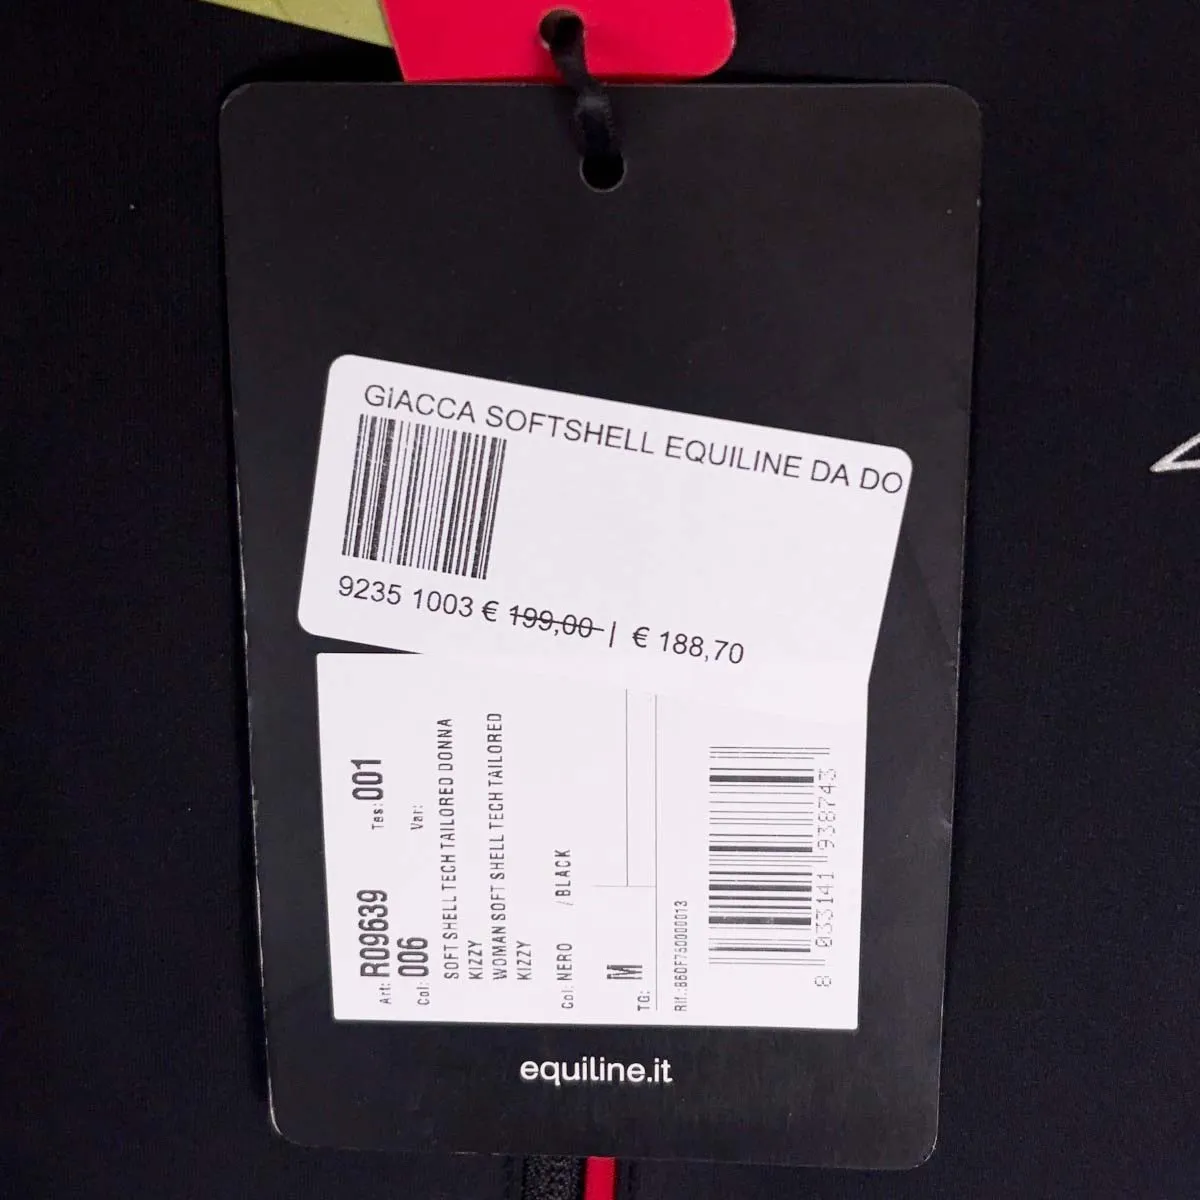 GIACCA SOFTSHELL EQUILINE DA DO
9235 1003 € 199,00 | € 188,70
Art: R09639 Tes: 001
Col: 006 Var:
SOFT SHELL TECH TAILORED DONNA
KIZZY
WOMAN SOFT SHELL TECH TAILORED
KIZZY
Col: NERO / BLACK
TG: M
8 033141 938743
equiline.it